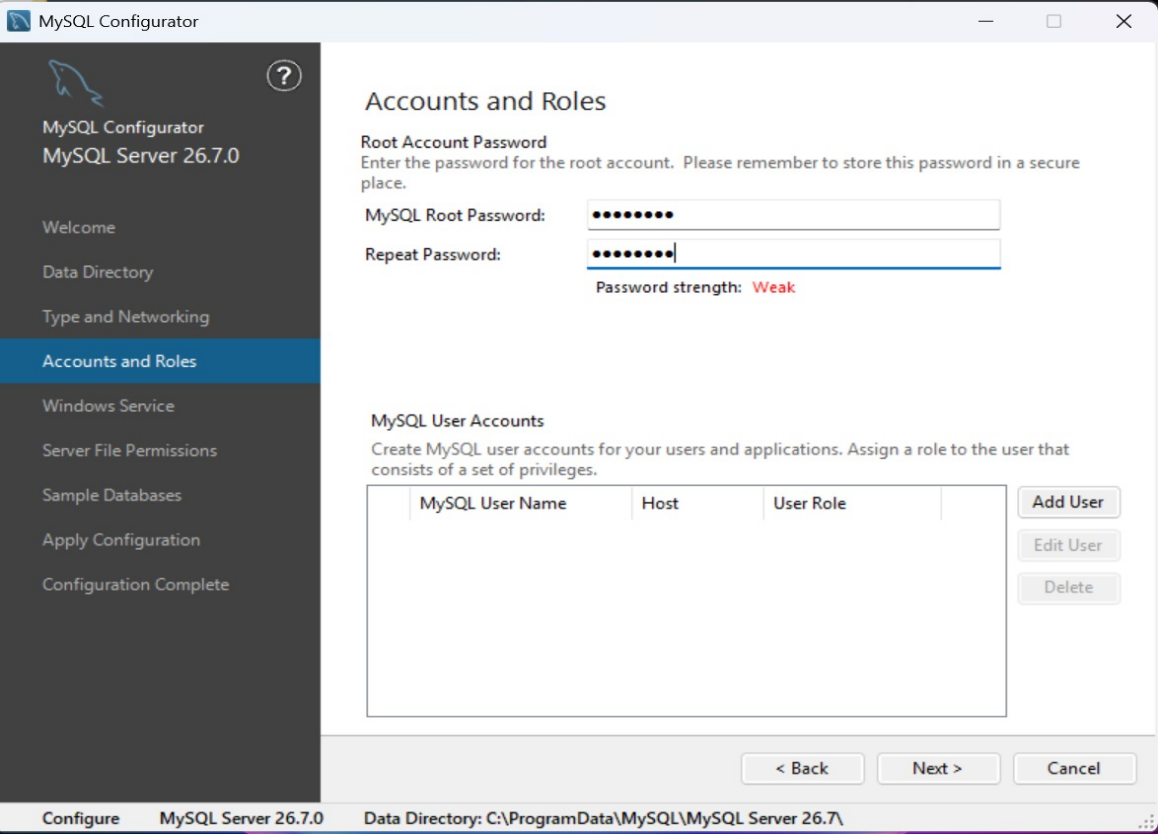 MySQL Configurator
?
MySQL Configurator
MySQL Server 26.7.0
Welcome
Data Directory
Type and Networking
Accounts and Roles
Windows Service
Server File Permissions
Sample Databases
Apply Configuration
Configuration Complete
Accounts and Roles
Root Account Password
Enter the password for the root account. Please remember to store this password in a secure
place.
MySQL Root Password: ●●●●●●●●
Repeat Password: ●●●●●●●●
Password strength: Weak
MySQL User Accounts
Create MySQL user accounts for your users and applications. Assign a role to the user that
consists of a set of privileges.
MySQL User Name Host User Role
Add User
Edit User
Delete
< Back Next > Cancel
Configure MySQL Server 26.7.0 Data Directory: C:\ProgramData\MySQL\MySQL Server 26.7\